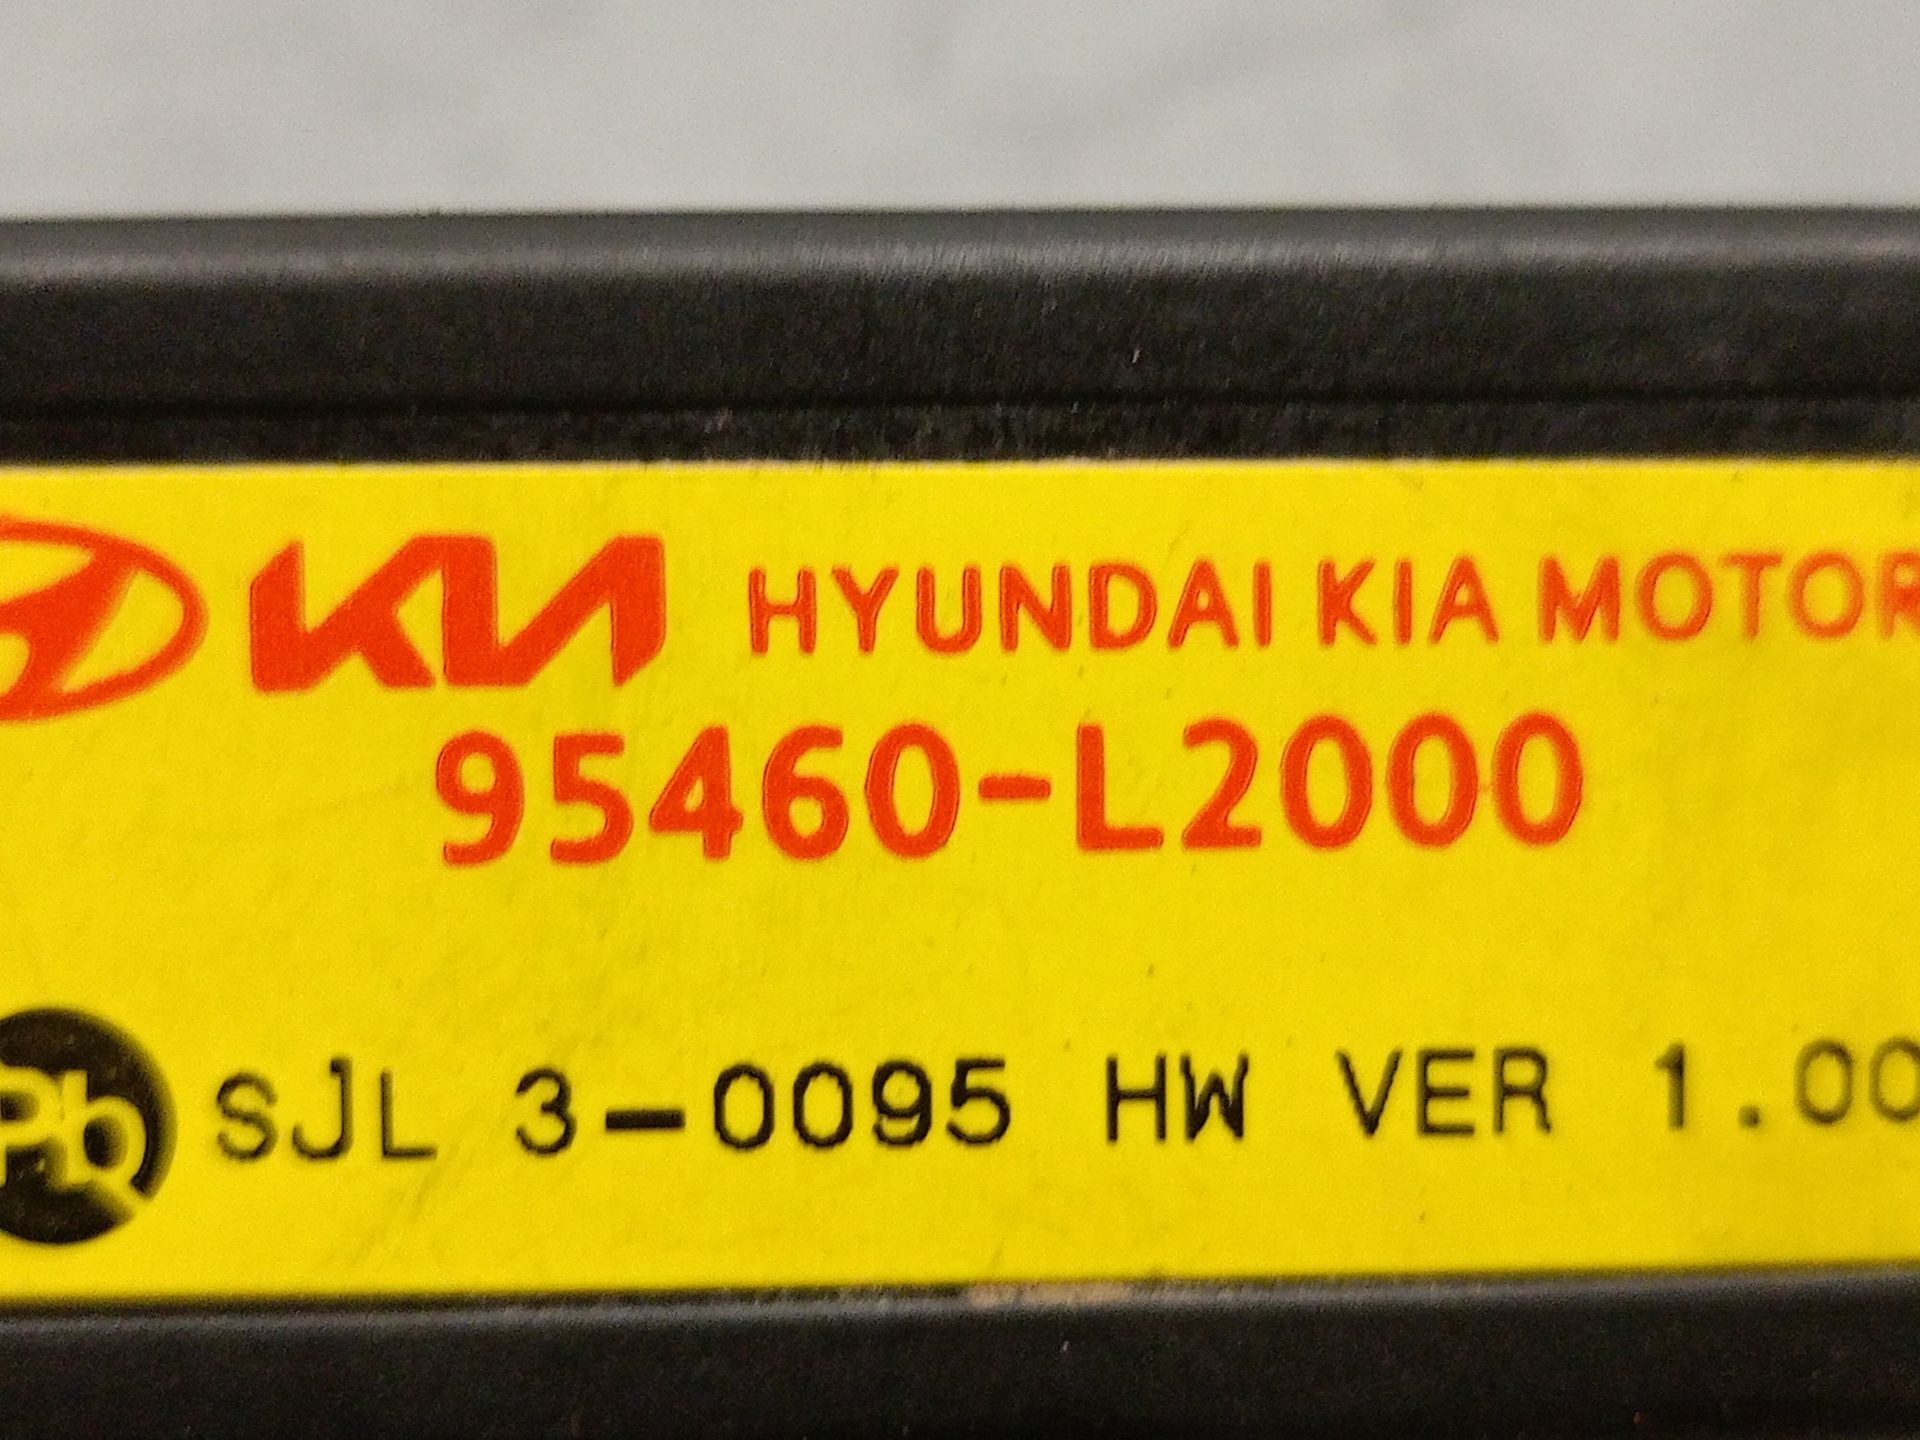 KIA HYUNDAI KIA MOTOR
95460-L2000
Pb SJL 3-0095 HW VER 1.00